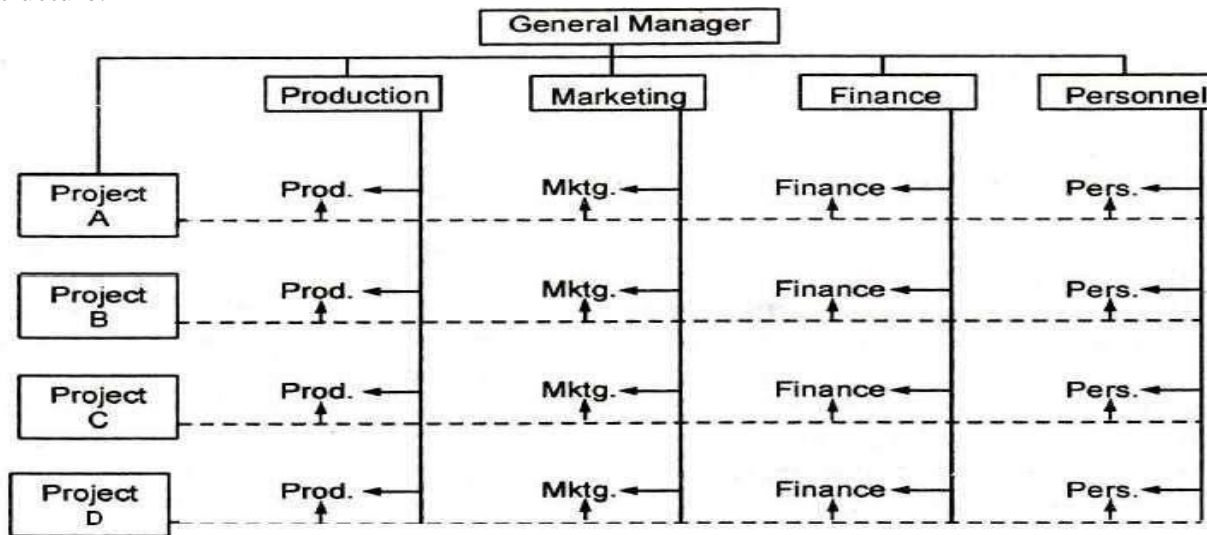 General Manager
Production Marketing Finance Personnel
Project
A
Prod. Mktg. Finance Pers.
Project
B
Prod. Mktg. Finance Pers.
Project
C
Prod. Mktg. Finance Pers.
Project
D
Prod. Mktg. Finance Pers.